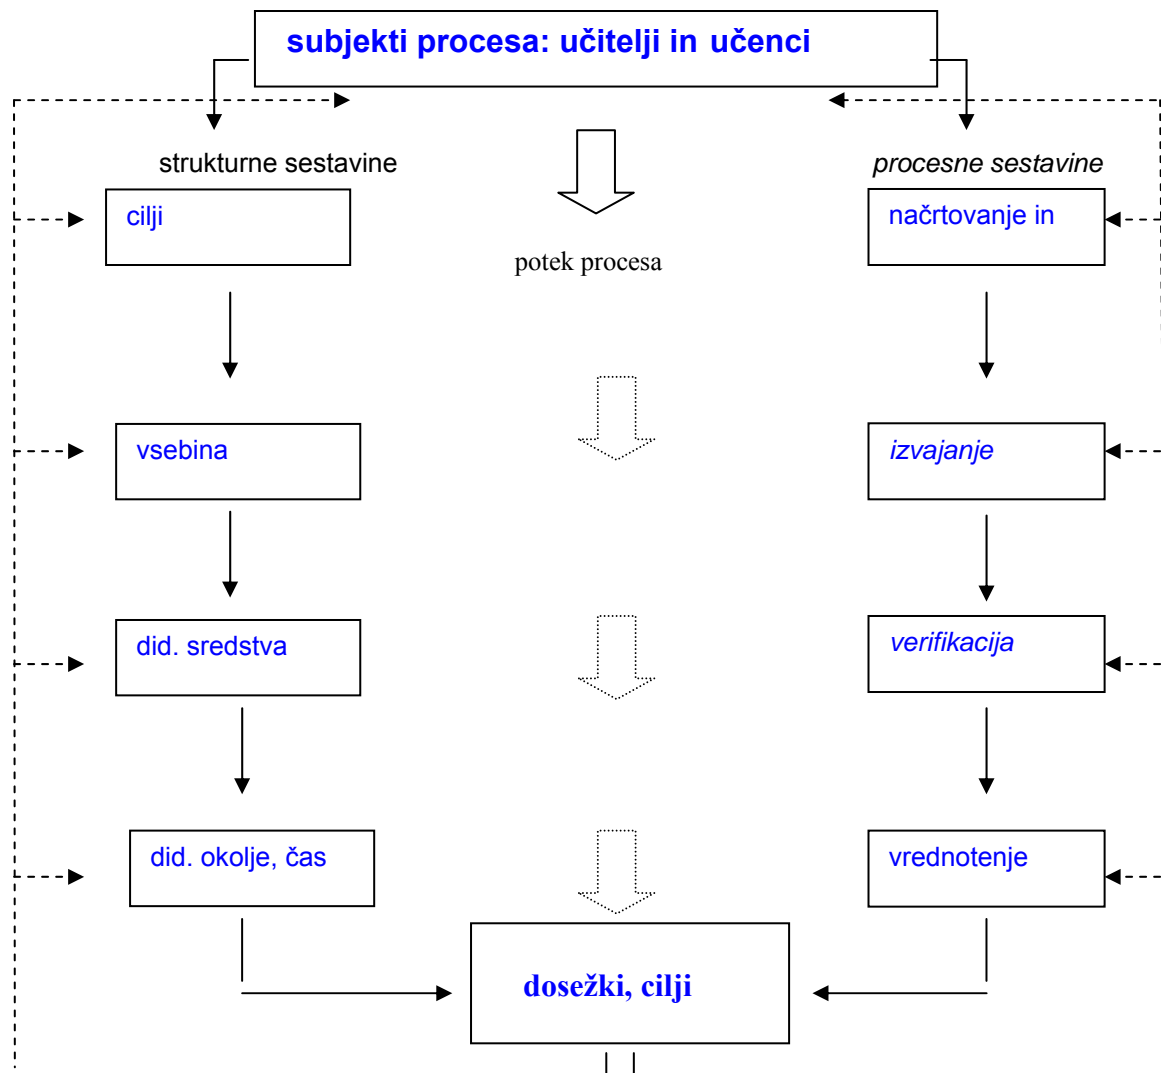 subjekti procesa: učitelji in učenci
strukturne sestavine
procesne sestavine
cilji
načrtovanje in
potek procesa
vsebina
izvajanje
did. sredstva
verifikacija
did. okolje, čas
vrednotenje
dosežki, cilji